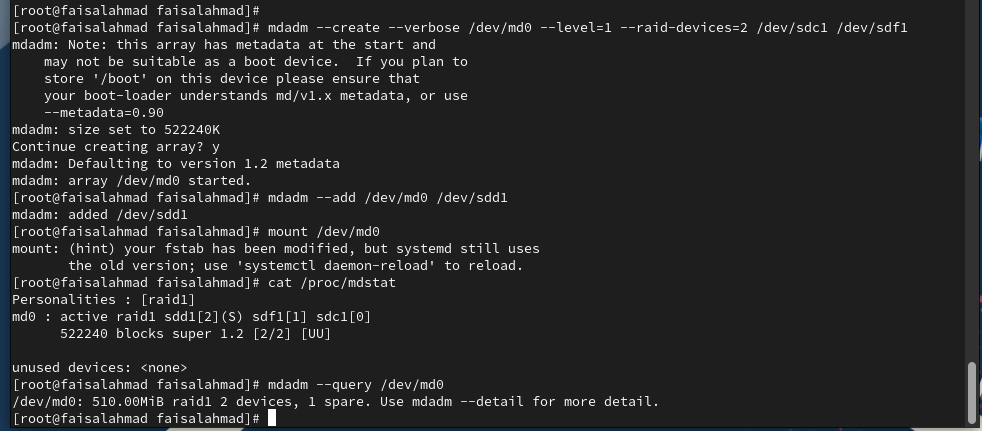 [root@faisalahmad faisalahmad]#
[root@faisalahmad faisalahmad]# mdadm --create --verbose /dev/md0 --level=1 --raid-devices=2 /dev/sdc1 /dev/sdf1
mdadm: Note: this array has metadata at the start and
    may not be suitable as a boot device.  If you plan to
    store '/boot' on this device please ensure that
    your boot-loader understands md/v1.x metadata, or use
    --metadata=0.90
mdadm: size set to 522240K
Continue creating array? y
mdadm: Defaulting to version 1.2 metadata
mdadm: array /dev/md0 started.
[root@faisalahmad faisalahmad]# mdadm --add /dev/md0 /dev/sdd1
mdadm: added /dev/sdd1
[root@faisalahmad faisalahmad]# mount /dev/md0
mount: (hint) your fstab has been modified, but systemd still uses
       the old version; use 'systemctl daemon-reload' to reload.
[root@faisalahmad faisalahmad]# cat /proc/mdstat
Personalities : [raid1]
md0 : active raid1 sdd1[2](S) sdf1[1] sdc1[0]
      522240 blocks super 1.2 [2/2] [UU]

unused devices: <none>
[root@faisalahmad faisalahmad]# mdadm --query /dev/md0
/dev/md0: 510.00MiB raid1 2 devices, 1 spare. Use mdadm --detail for more detail.
[root@faisalahmad faisalahmad]#